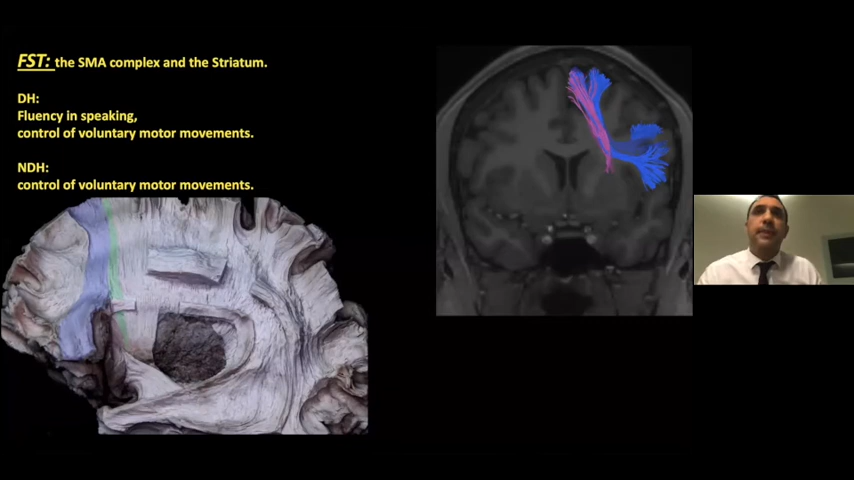 FST: the SMA complex and the Striatum.
DH:
Fluency in speaking,
control of voluntary motor movements.
NDH:
control of voluntary motor movements.